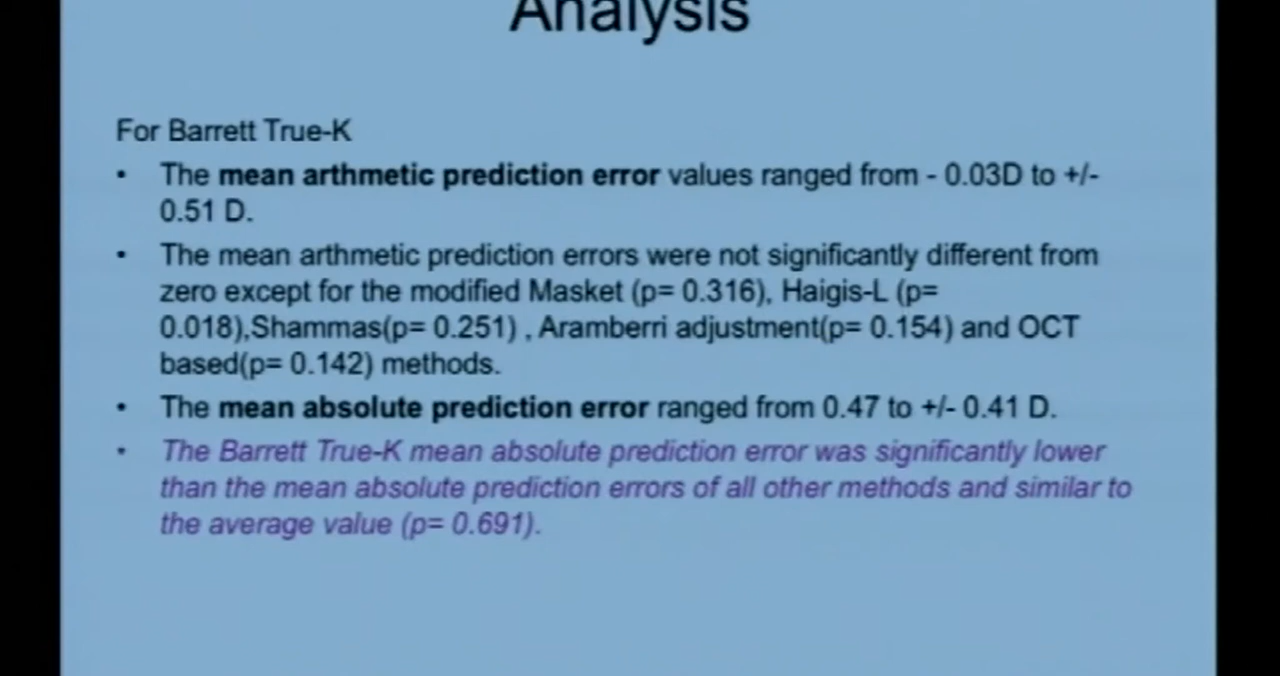 Analysis
For Barrett True-K
• The mean arthmetic prediction error values ranged from - 0.03D to +/-
0.51 D.
• The mean arthmetic prediction errors were not significantly different from
zero except for the modified Masket (p= 0.316), Haigis-L (p=
0.018),Shammas(p= 0.251) , Aramberri adjustment(p= 0.154) and OCT
based(p= 0.142) methods.
• The mean absolute prediction error ranged from 0.47 to +/- 0.41 D.
• The Barrett True-K mean absolute prediction error was significantly lower
than the mean absolute prediction errors of all other methods and similar to
the average value (p= 0.691).